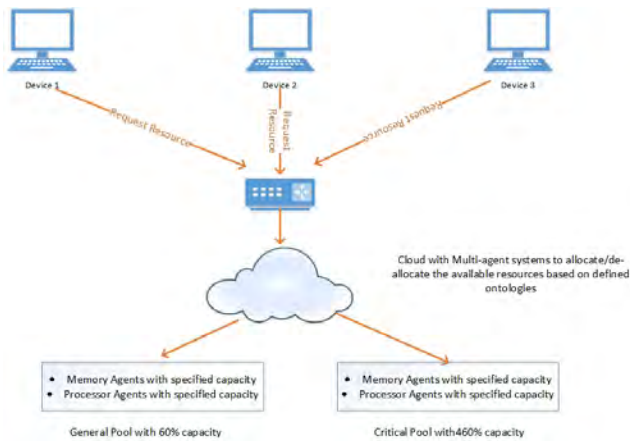 Device 1
Device 2
Device 3
Request Resource
Request
Resource
Request Resource
Cloud with Multi-agent systems to allocate/de-
allocate the available resources based on defined
ontologies
• Memory Agents with specified capacity
• Processor Agents with specified capacity
• Memory Agents with specified capacity
• Processor Agents with specified capacity
General Pool with 60% capacity
Critical Pool with460% capacity